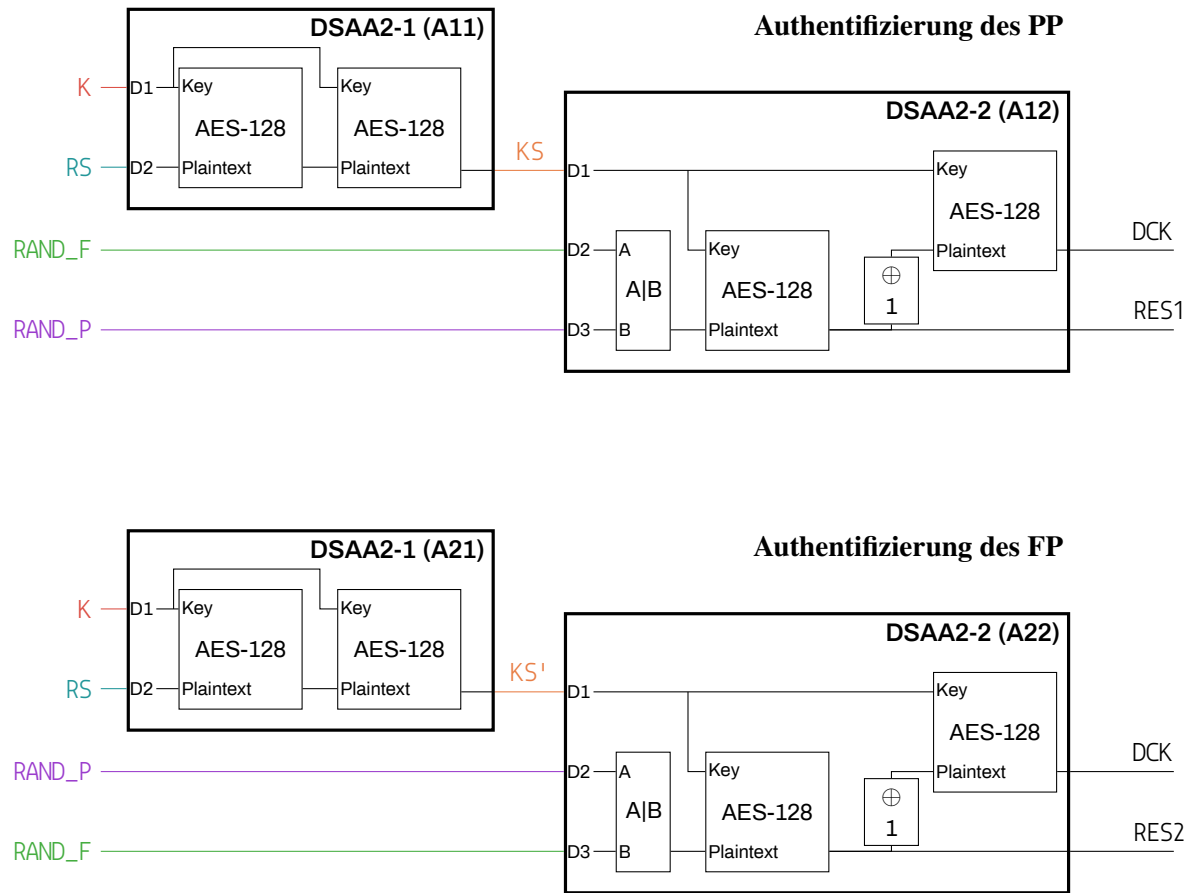 DSAA2-1 (A11)
Authentifizierung des PP
K
D1
Key
Key
AES-128
AES-128
RS
D2
Plaintext
Plaintext
KS
DSAA2-2 (A12)
D1
Key
AES-128
Plaintext
DCK
RAND_F
D2
A
A|B
Key
AES-128
⊕
1
RAND_P
D3
B
Plaintext
RES1
DSAA2-1 (A21)
Authentifizierung des FP
K
D1
Key
Key
AES-128
AES-128
RS
D2
Plaintext
Plaintext
KS'
DSAA2-2 (A22)
D1
Key
AES-128
Plaintext
DCK
RAND_P
D2
A
A|B
Key
AES-128
⊕
1
RAND_F
D3
B
Plaintext
RES2